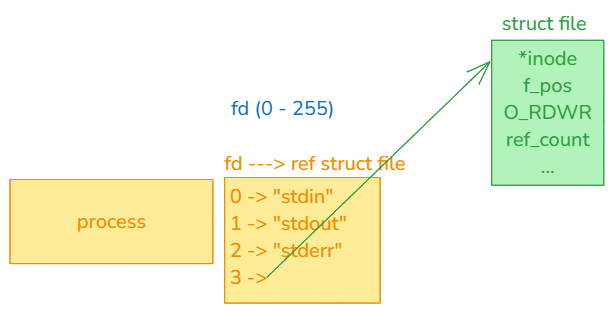 struct file
*inode
f_pos
O_RDWR
ref_count
...
fd (0 - 255)
fd ---> ref struct file
process
0 -> "stdin"
1 -> "stdout"
2 -> "stderr"
3 ->